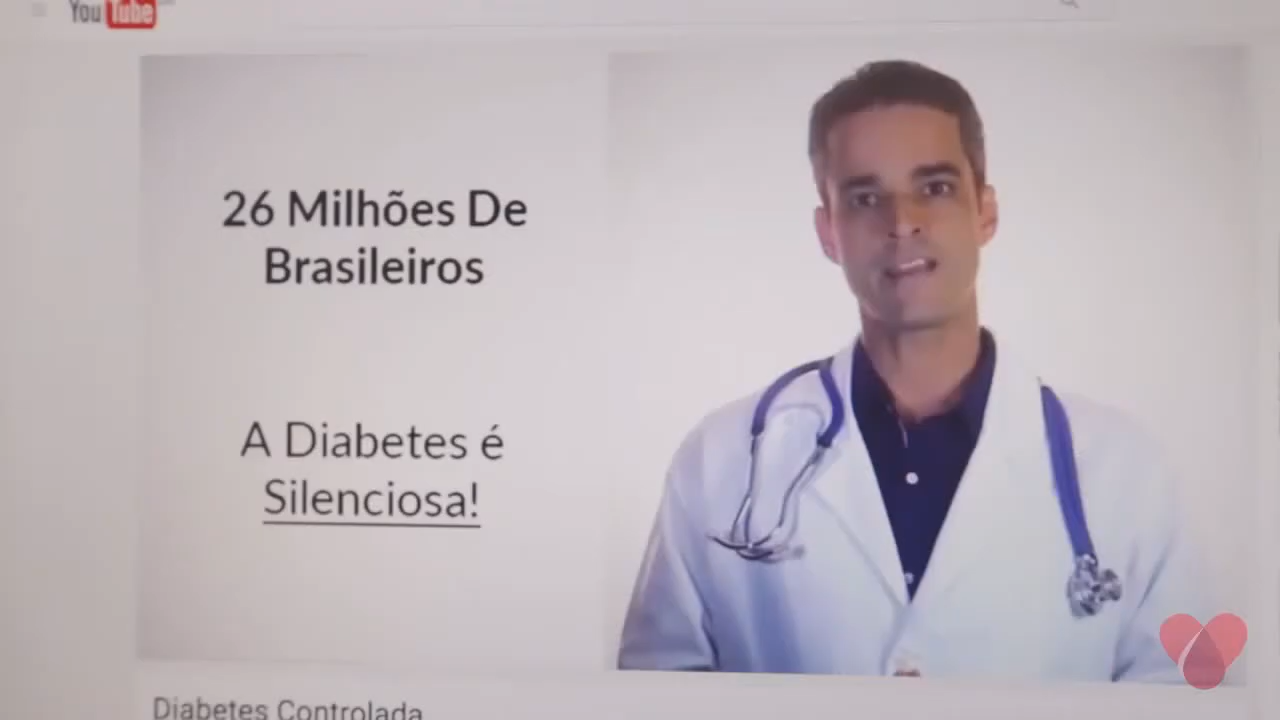 YouTube
26 Milhões De
Brasileiros
A Diabetes é
Silenciosa!
Diabetes Controlada